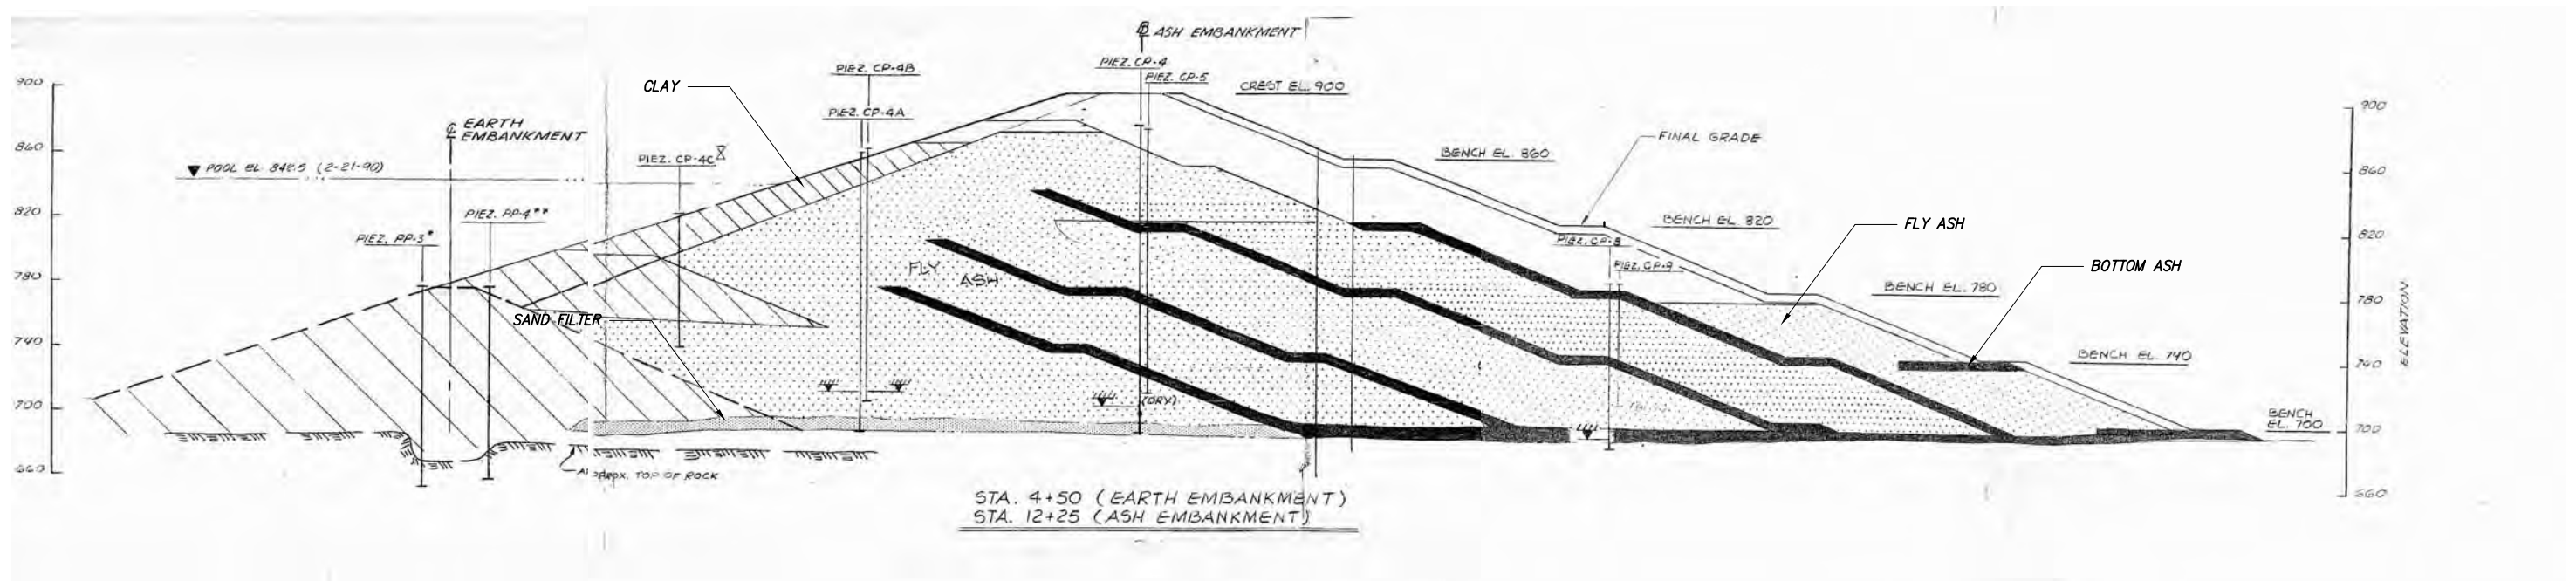 ℄ ASH EMBANKMENT
PIEZ. CP-4B
PIEZ. CP-4
PIEZ. CP-5
CLAY
CREST EL. 900
900
900
PIEZ. CP-4A
℄ EARTH
EMBANKMENT
FINAL GRADE
860
PIEZ. CP-4C
BENCH EL. 860
POOL EL. 848.5 (2-21-90)
860
820
PIEZ. PP-4**
BENCH EL. 820
FLY ASH
PIEZ. PP-3*
PIEZ. CP-8
820
PIEZ. CP-9
BOTTOM ASH
FLY
ASH
780
BENCH EL. 780
780
SAND FILTER
ELEVATION
740
BENCH EL. 740
740
700
(DRY)
BENCH
EL. 700
700
660
APPROX. TOP OF ROCK
660
STA. 4+50 (EARTH EMBANKMENT)
STA. 12+25 (ASH EMBANKMENT)